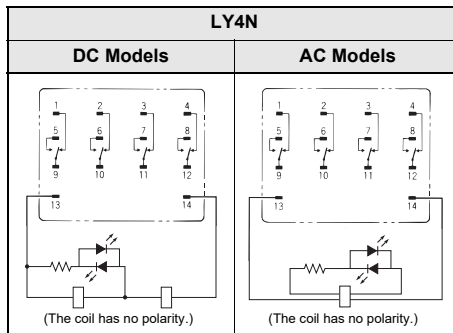 LY4N
DC Models
AC Models
1 2 3 4
5 6 7 8
9 10 11 12
13 14
(The coil has no polarity.)
1 2 3 4
5 6 7 8
9 10 11 12
13 14
(The coil has no polarity.)